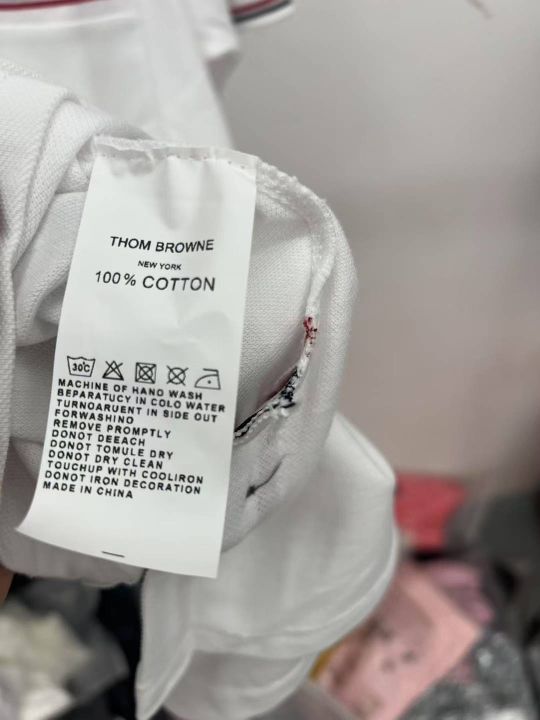 THOM BROWNE
NEW YORK
100% COTTON
30℃
MACHINE OF HANO WASH
BEPARATUCY IN COLO WATER
TURNOARUENT IN SIDE OUT
FORWASHINO
REMOVE PROMPTLY
DONOT DEEACH
DONOT TOMULE DRY
DONOT DRY CLEAN
TOUCHUP WITH COOLIRON
DONOT IRON DECORATION
MADE IN CHINA